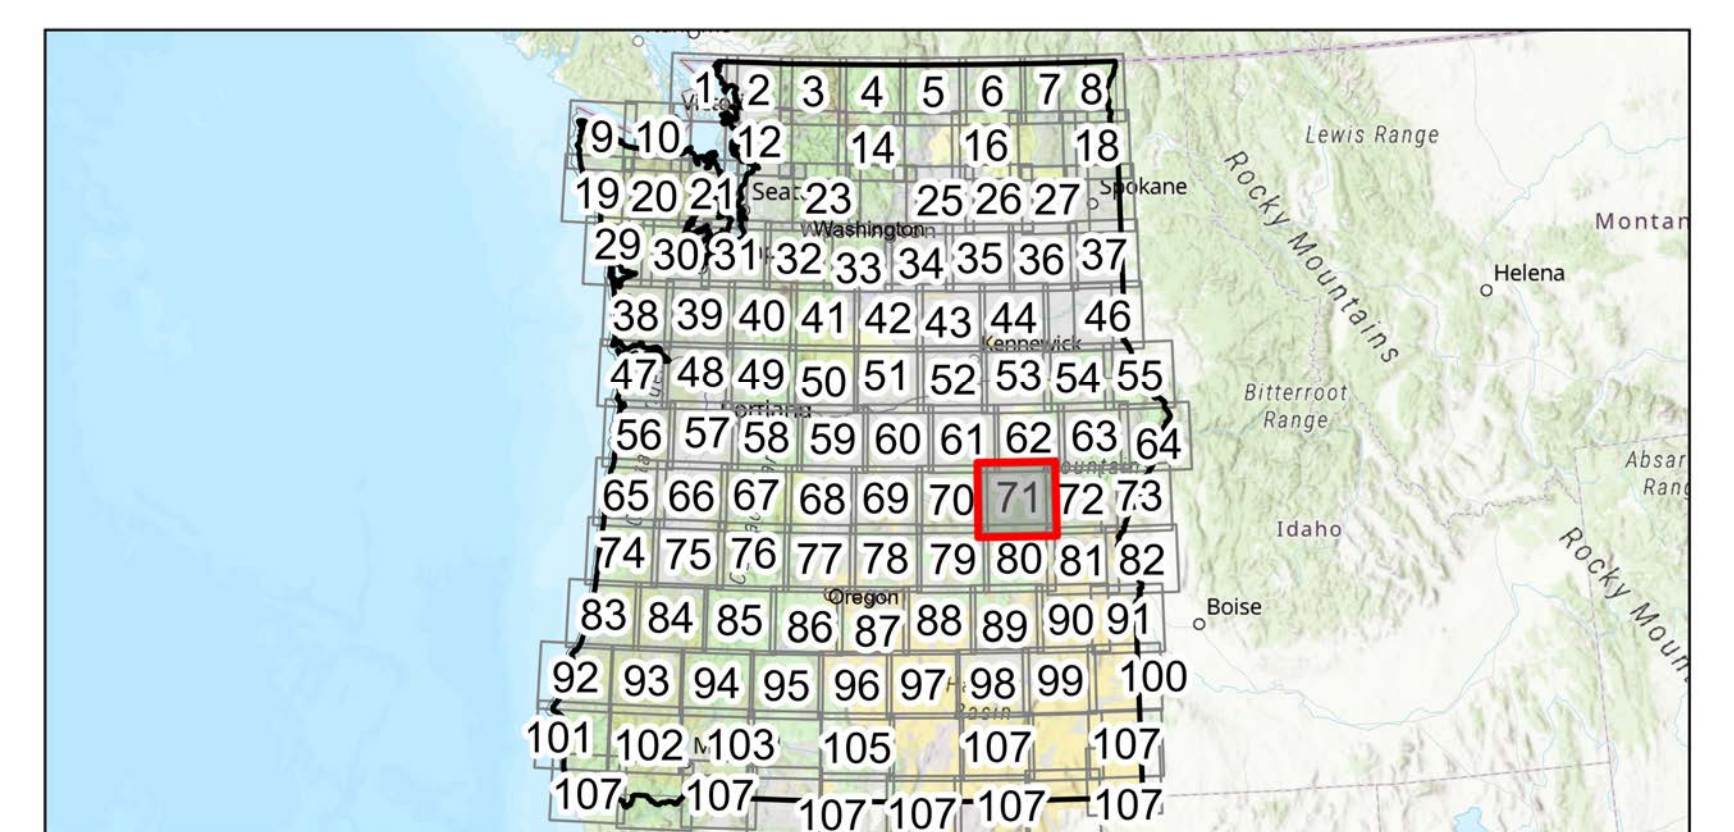 1 2 3 4 5 6 7 8
Lewis Range
9 10 12 14 16 18
Rocky Mountains
19 20 21 Seat 23 25 26 27 Spokane
Washington
Montan
29 30 31 32 33 34 35 36 37
Helena
38 39 40 41 42 43 44 46
Kennewick
47 48 49 50 51 52 53 54 55
Bitterroot
Range
Portland
56 57 58 59 60 61 62 63 64
ountain
Absar
Rang
65 66 67 68 69 70 71 72 73
Idaho
74 75 76 77 78 79 80 81 82
Rocky Moun
Oregon
Boise
83 84 85 86 87 88 89 90 91
92 93 94 95 96 97 98 99 100
Basin
101 102 M 103 105 107 107
107 107 107 107 107 107